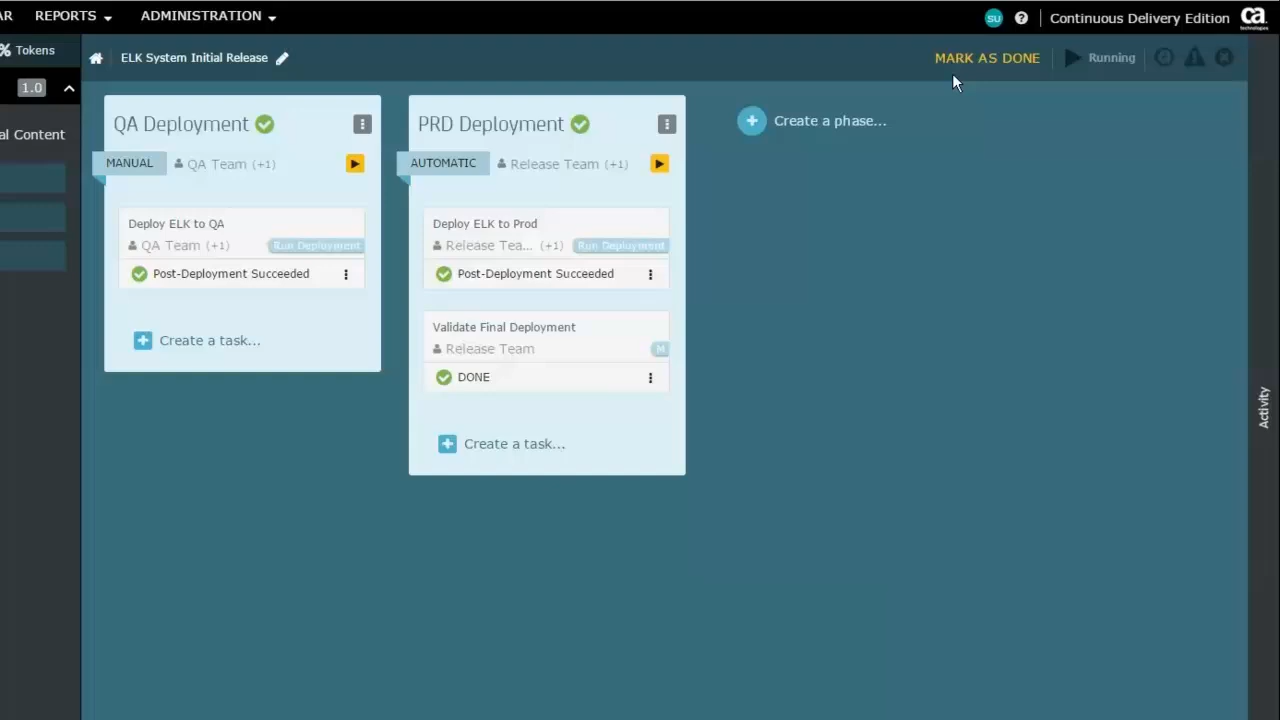 AR REPORTS ADMINISTRATION SU ? Continuous Delivery Edition ca technologies
% Tokens ELK System Initial Release MARK AS DONE Running
1.0
al Content
QA Deployment
MANUAL QA Team (+1)
Deploy ELK to QA
QA Team (+1) Run Deployment
Post-Deployment Succeeded
Create a task...
PRD Deployment
AUTOMATIC Release Team (+1)
Deploy ELK to Prod
Release Tea... (+1) Run Deployment
Post-Deployment Succeeded
Validate Final Deployment
Release Team M
DONE
Create a task...
Create a phase...
Activity